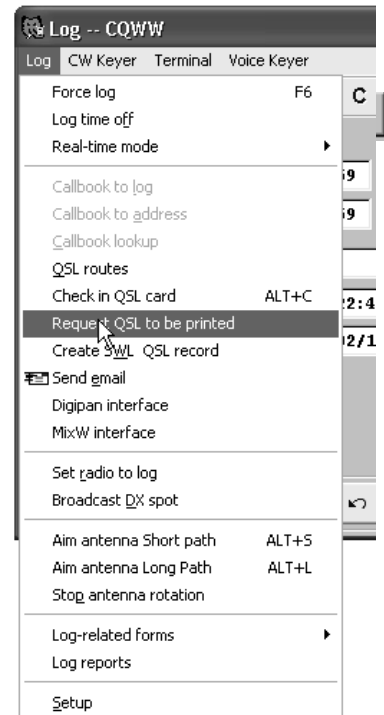 Log -- CQWW
Log CW Keyer Terminal Voice Keyer
Force log F6
Log time off
Real-time mode
Callbook to log
Callbook to address
Callbook lookup
QSL routes
Check in QSL card ALT+C
Request QSL to be printed
Create SWL QSL record
Send email
Digipan interface
MixW interface
Set radio to log
Broadcast DX spot
Aim antenna Short path ALT+S
Aim antenna Long Path ALT+L
Stop antenna rotation
Log-related forms
Log reports
Setup
C